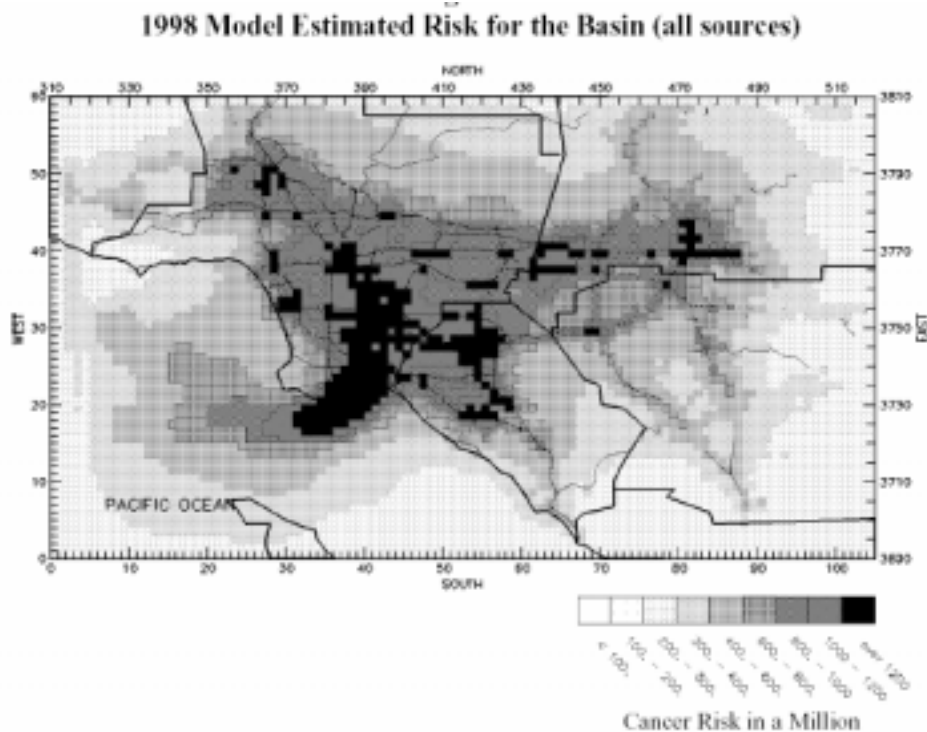 1998 Model Estimated Risk for the Basin (all sources)
NORTH
310 330 350 370 390 410 430 450 470 490 510
60 3810
50 3790
40 3770
30 3750
20 3730
10 3710
0 3690
WEST
EAST
PACIFIC OCEAN
0 10 20 30 40 50 60 70 80 90 100
SOUTH
< 100.
100. - 200.
200. - 300.
300. - 400.
400. - 600.
600. - 800.
800. - 1000
1000 - 1200
over 1200
Cancer Risk in a Million